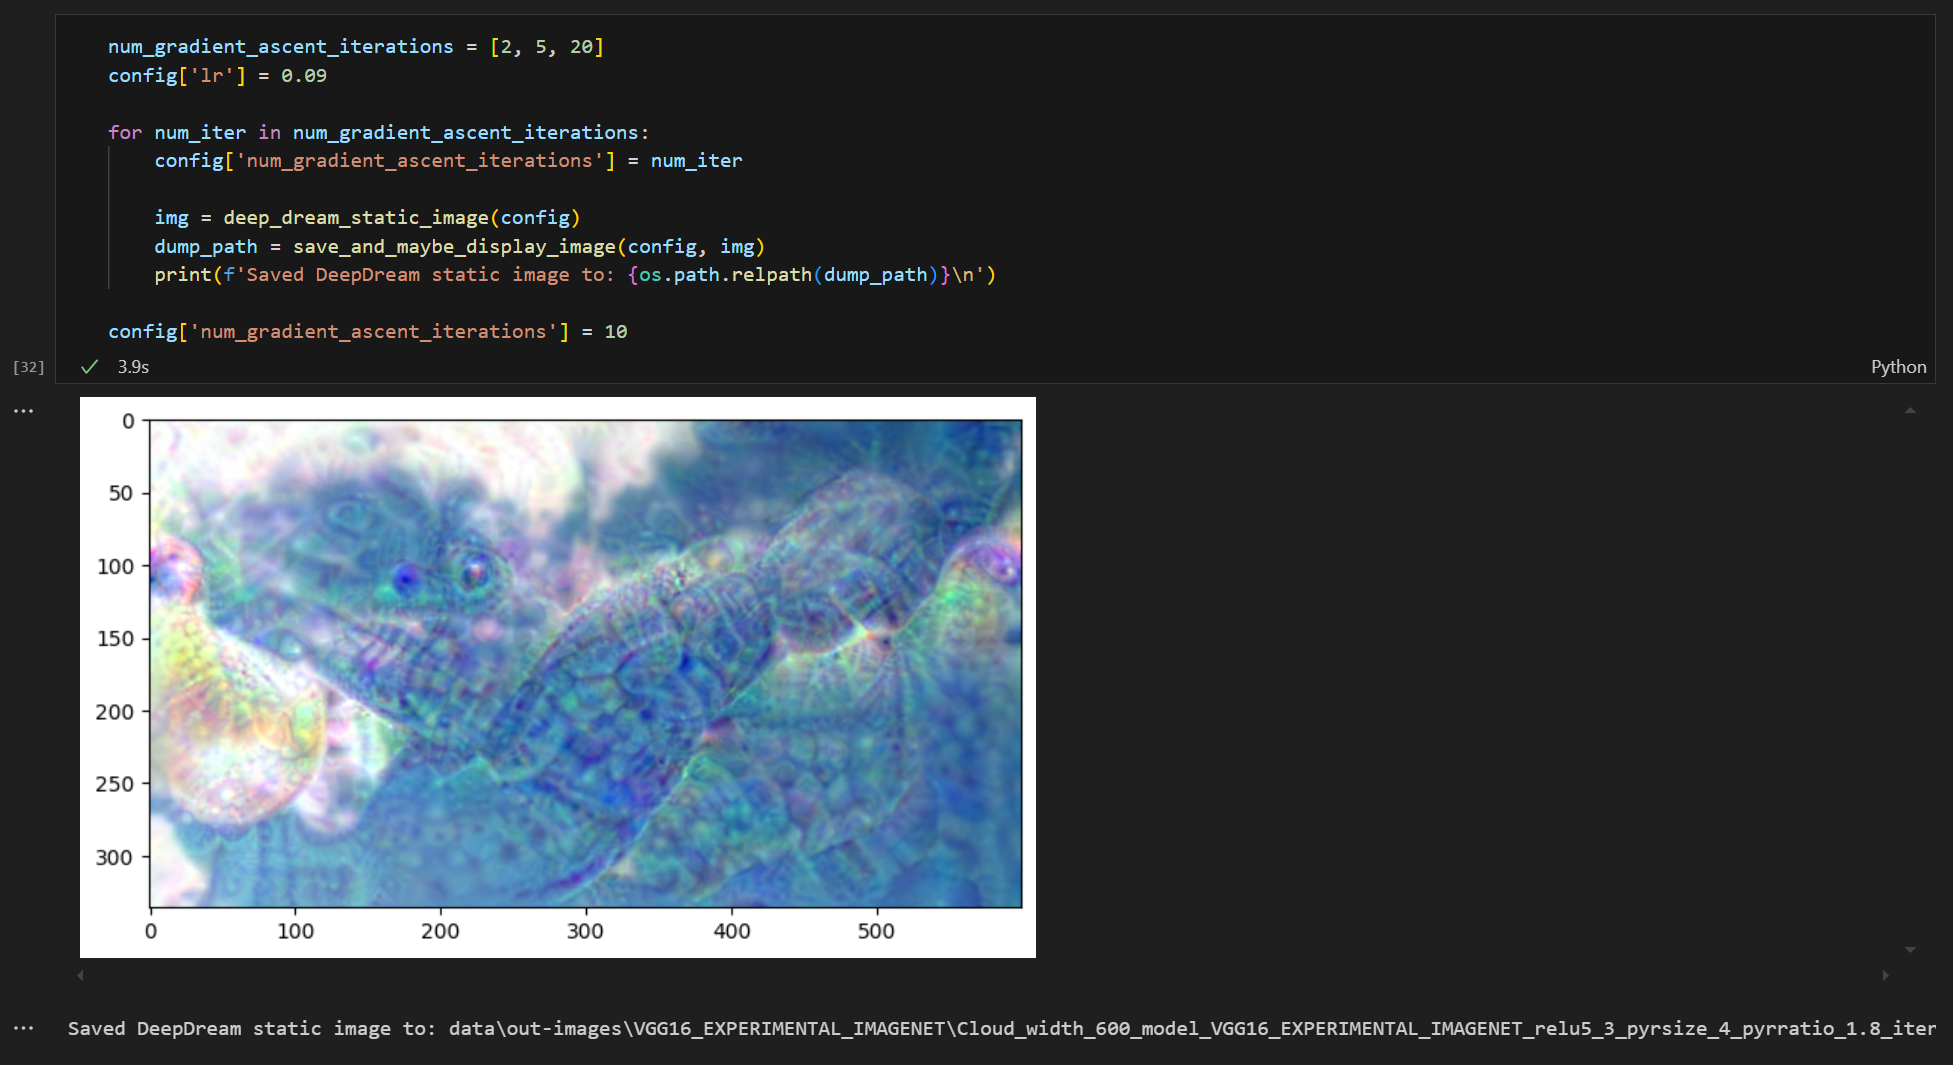 num_gradient_ascent_iterations = [2, 5, 20]
config['lr'] = 0.09
for num_iter in num_gradient_ascent_iterations:
config['num_gradient_ascent_iterations'] = num_iter
img = deep_dream_static_image(config)
dump_path = save_and_maybe_display_image(config, img)
print(f'Saved DeepDream static image to: {os.path.relpath(dump_path)}\n')
config['num_gradient_ascent_iterations'] = 10
[32] 3.9s Python
0
50
100
150
200
250
300
0 100 200 300 400 500
Saved DeepDream static image to: data\out-images\VGG16_EXPERIMENTAL_IMAGENET\Cloud_width_600_model_VGG16_EXPERIMENTAL_IMAGENET_relu5_3_pyrsize_4_pyrratio_1.8_iter